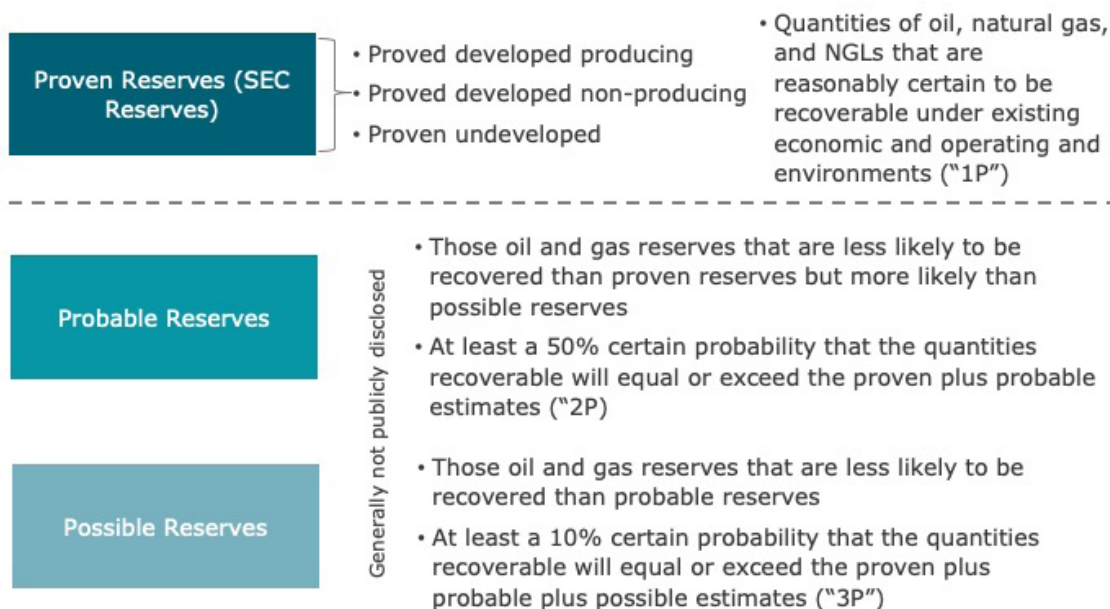 Proven Reserves (SEC
Reserves)
• Proved developed producing
• Proved developed non-producing
• Proven undeveloped
• Quantities of oil, natural gas,
and NGLs that are
reasonably certain to be
recoverable under existing
economic and operating and
environments (“1P”)
Probable Reserves
Generally not publicly disclosed
• Those oil and gas reserves that are less likely to be
recovered than proven reserves but more likely than
possible reserves
• At least a 50% certain probability that the quantities
recoverable will equal or exceed the proven plus probable
estimates (“2P)
Possible Reserves
• Those oil and gas reserves that are less likely to be
recovered than probable reserves
• At least a 10% certain probability that the quantities
recoverable will equal or exceed the proven plus
probable plus possible estimates (“3P”)